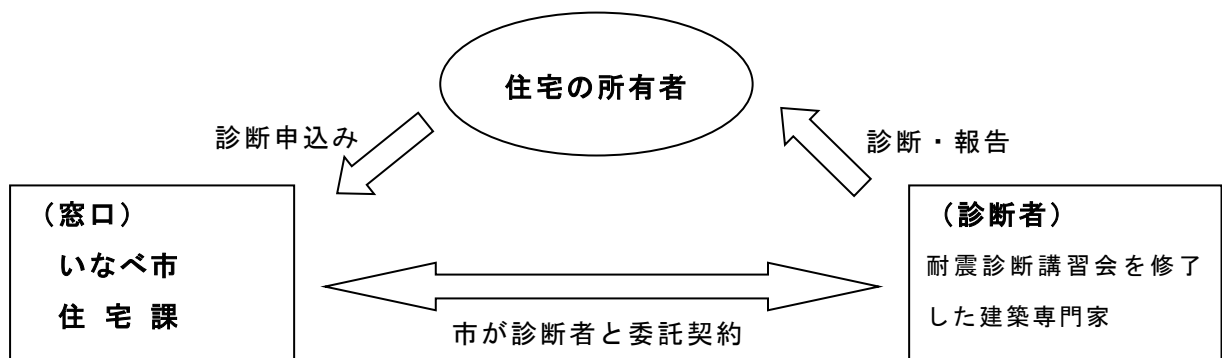 住宅の所有者
診断申込み
診断・報告
（窓口）
いなべ市
住宅課
（診断者）
耐震診断講習会を修了
した建築専門家
市が診断者と委託契約